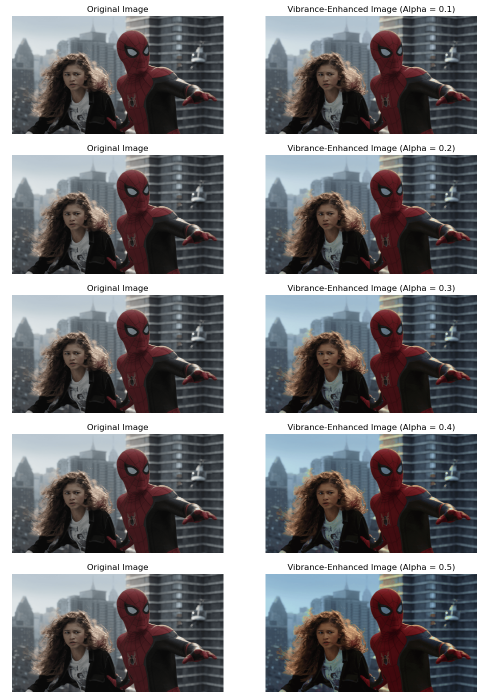 Original Image
Vibrance-Enhanced Image (Alpha = 0.1)
Original Image
Vibrance-Enhanced Image (Alpha = 0.2)
Original Image
Vibrance-Enhanced Image (Alpha = 0.3)
Original Image
Vibrance-Enhanced Image (Alpha = 0.4)
Original Image
Vibrance-Enhanced Image (Alpha = 0.5)